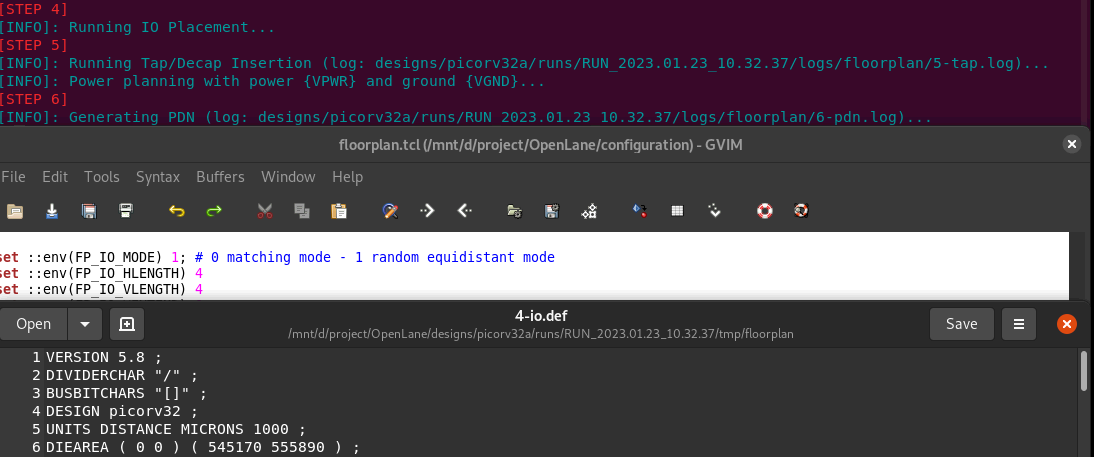 [STEP 4]
[INFO]: Running IO Placement...
[STEP 5]
[INFO]: Running Tap/Decap Insertion (log: designs/picorv32a/runs/RUN_2023.01.23_10.32.37/logs/floorplan/5-tap.log)...
[INFO]: Power planning with power {VPWR} and ground {VGND}...
[STEP 6]
[INFO]: Generating PDN (log: designs/picorv32a/runs/RUN_2023.01.23_10.32.37/logs/floorplan/6-pdn.log)...
floorplan.tcl (/mnt/d/project/OpenLane/configuration) - GVIM
File Edit Tools Syntax Buffers Window Help
set ::env(FP_IO_MODE) 1; # 0 matching mode - 1 random equidistant mode
set ::env(FP_IO_HLENGTH) 4
set ::env(FP_IO_VLENGTH) 4
Open
4-io.def
/mnt/d/project/OpenLane/designs/picorv32a/runs/RUN_2023.01.23_10.32.37/tmp/floorplan
Save
1 VERSION 5.8 ;
2 DIVIDERCHAR "/" ;
3 BUSBITCHARS "[]" ;
4 DESIGN picorv32 ;
5 UNITS DISTANCE MICRONS 1000 ;
6 DIEAREA ( 0 0 ) ( 545170 555890 ) ;